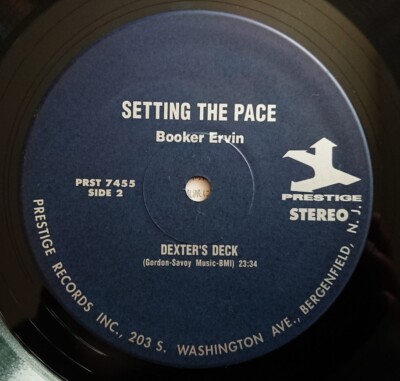 SETTING THE PACE
Booker Ervin
PRST 7455
SIDE 2
PRESTIGE
STEREO
DEXTER'S DECK
(Gordon-Savoy Music-BMI) 23:34
PRESTIGE RECORDS INC., 203 S. WASHINGTON AVE., BERGENFIELD, N. J.